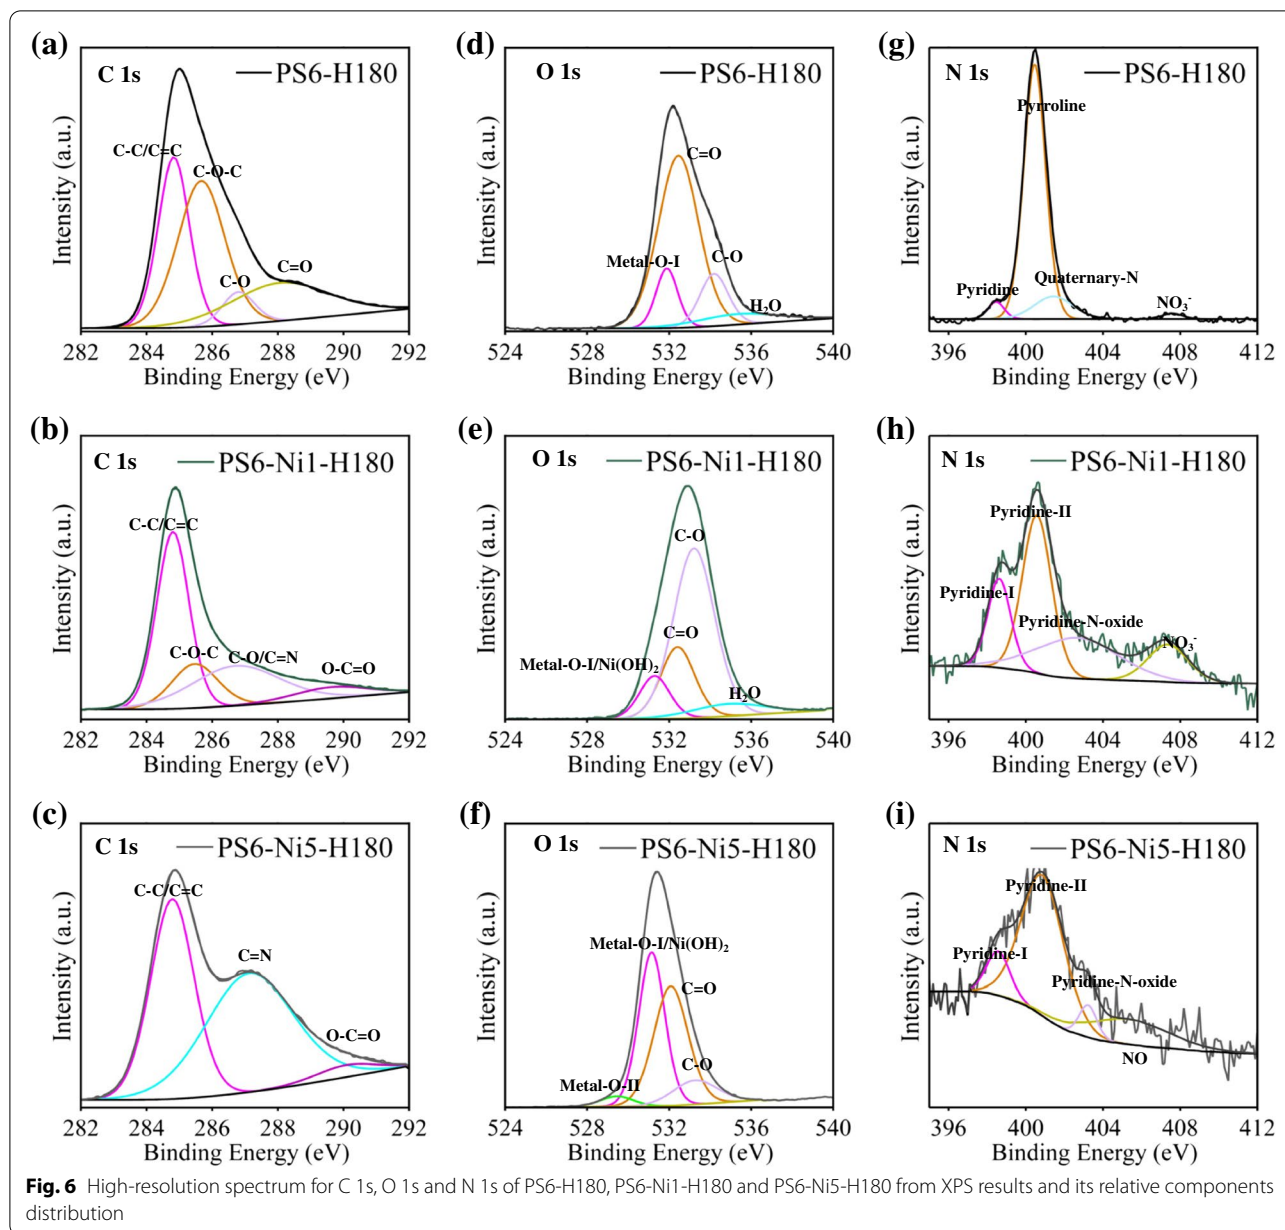 (a)
C 1s
PS6-H180
C-C/C=C
C-O-C
C-O
C=O
Intensity (a.u.)
282 284 286 288 290 292
Binding Energy (eV)
(d)
O 1s
PS6-H180
C=O
Metal-O-I
C-O
H₂O
Intensity (a.u.)
524 528 532 536 540
Binding Energy (eV)
(g)
N 1s
PS6-H180
Pyrroline
Quaternary-N
Pyridine
NO₃⁻
Intensity (a.u.)
396 400 404 408 412
Binding Energy (eV)
(b)
C 1s
PS6-Ni1-H180
C-C/C=C
C-O-C
C-O/C=N
O-C=O
Intensity (a.u.)
282 284 286 288 290 292
Binding Energy (eV)
(e)
O 1s
PS6-Ni1-H180
C-O
C=O
Metal-O-I/Ni(OH)₂
H₂O
Intensity (a.u.)
524 528 532 536 540
Binding Energy (eV)
(h)
N 1s
PS6-Ni1-H180
Pyridine-II
Pyridine-I
Pyridine-N-oxide
NO₃⁻
Intensity (a.u.)
396 400 404 408 412
Binding Energy (eV)
(c)
C 1s
PS6-Ni5-H180
C-C/C=C
C=N
O-C=O
Intensity (a.u.)
282 284 286 288 290 292
Binding Energy (eV)
(f)
O 1s
PS6-Ni5-H180
Metal-O-I/Ni(OH)₂
C=O
C-O
Metal-O-II
Intensity (a.u.)
524 528 532 536 540
Binding Energy (eV)
(i)
N 1s
PS6-Ni5-H180
Pyridine-II
Pyridine-I
Pyridine-N-oxide
NO
Intensity (a.u.)
396 400 404 408 412
Binding Energy (eV)
Fig. 6 High-resolution spectrum for C 1s, O 1s and N 1s of PS6-H180, PS6-Ni1-H180 and PS6-Ni5-H180 from XPS results and its relative components
distribution